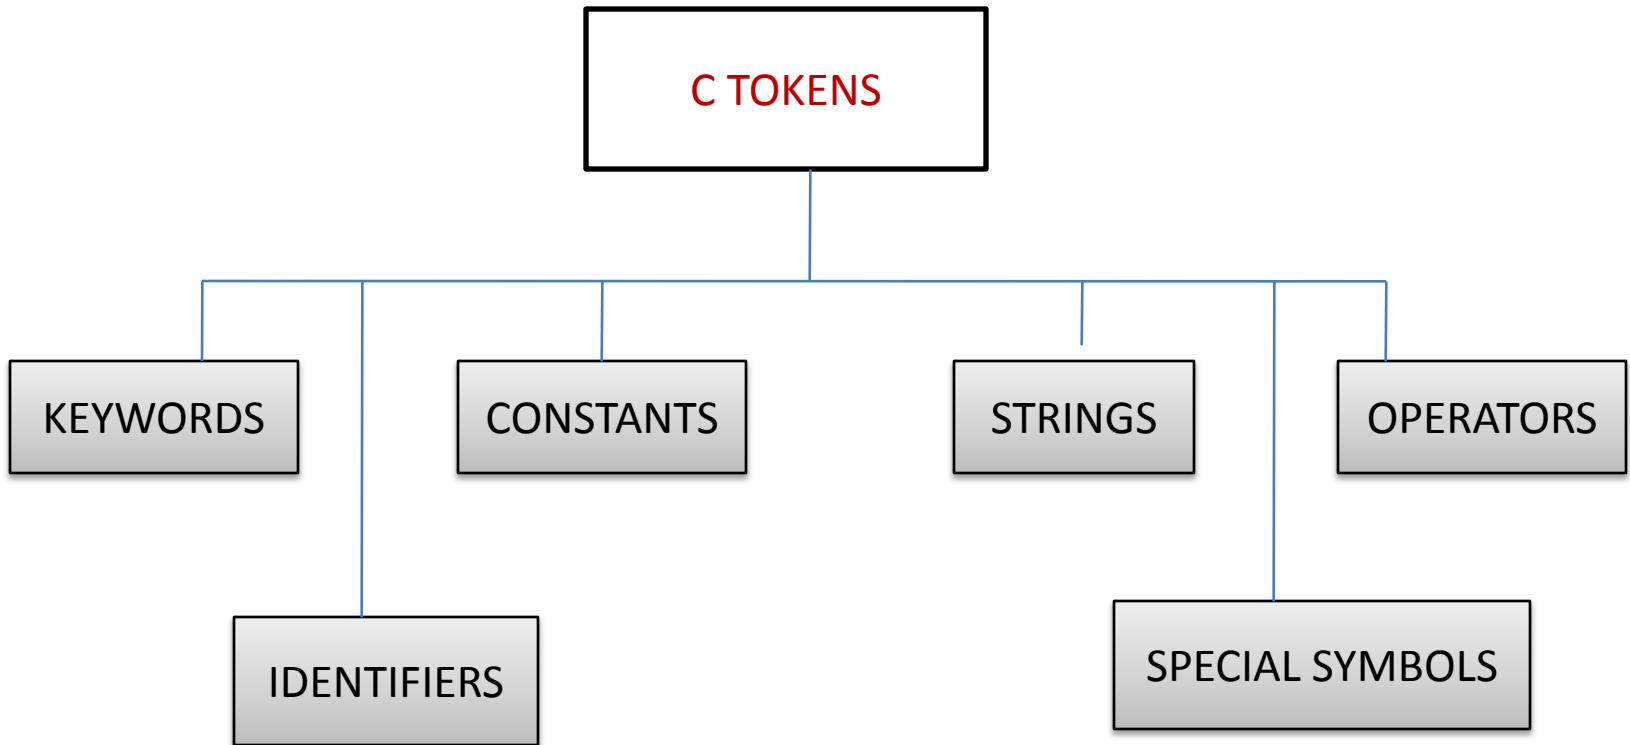 C TOKENS
KEYWORDS
CONSTANTS
STRINGS
OPERATORS
IDENTIFIERS
SPECIAL SYMBOLS